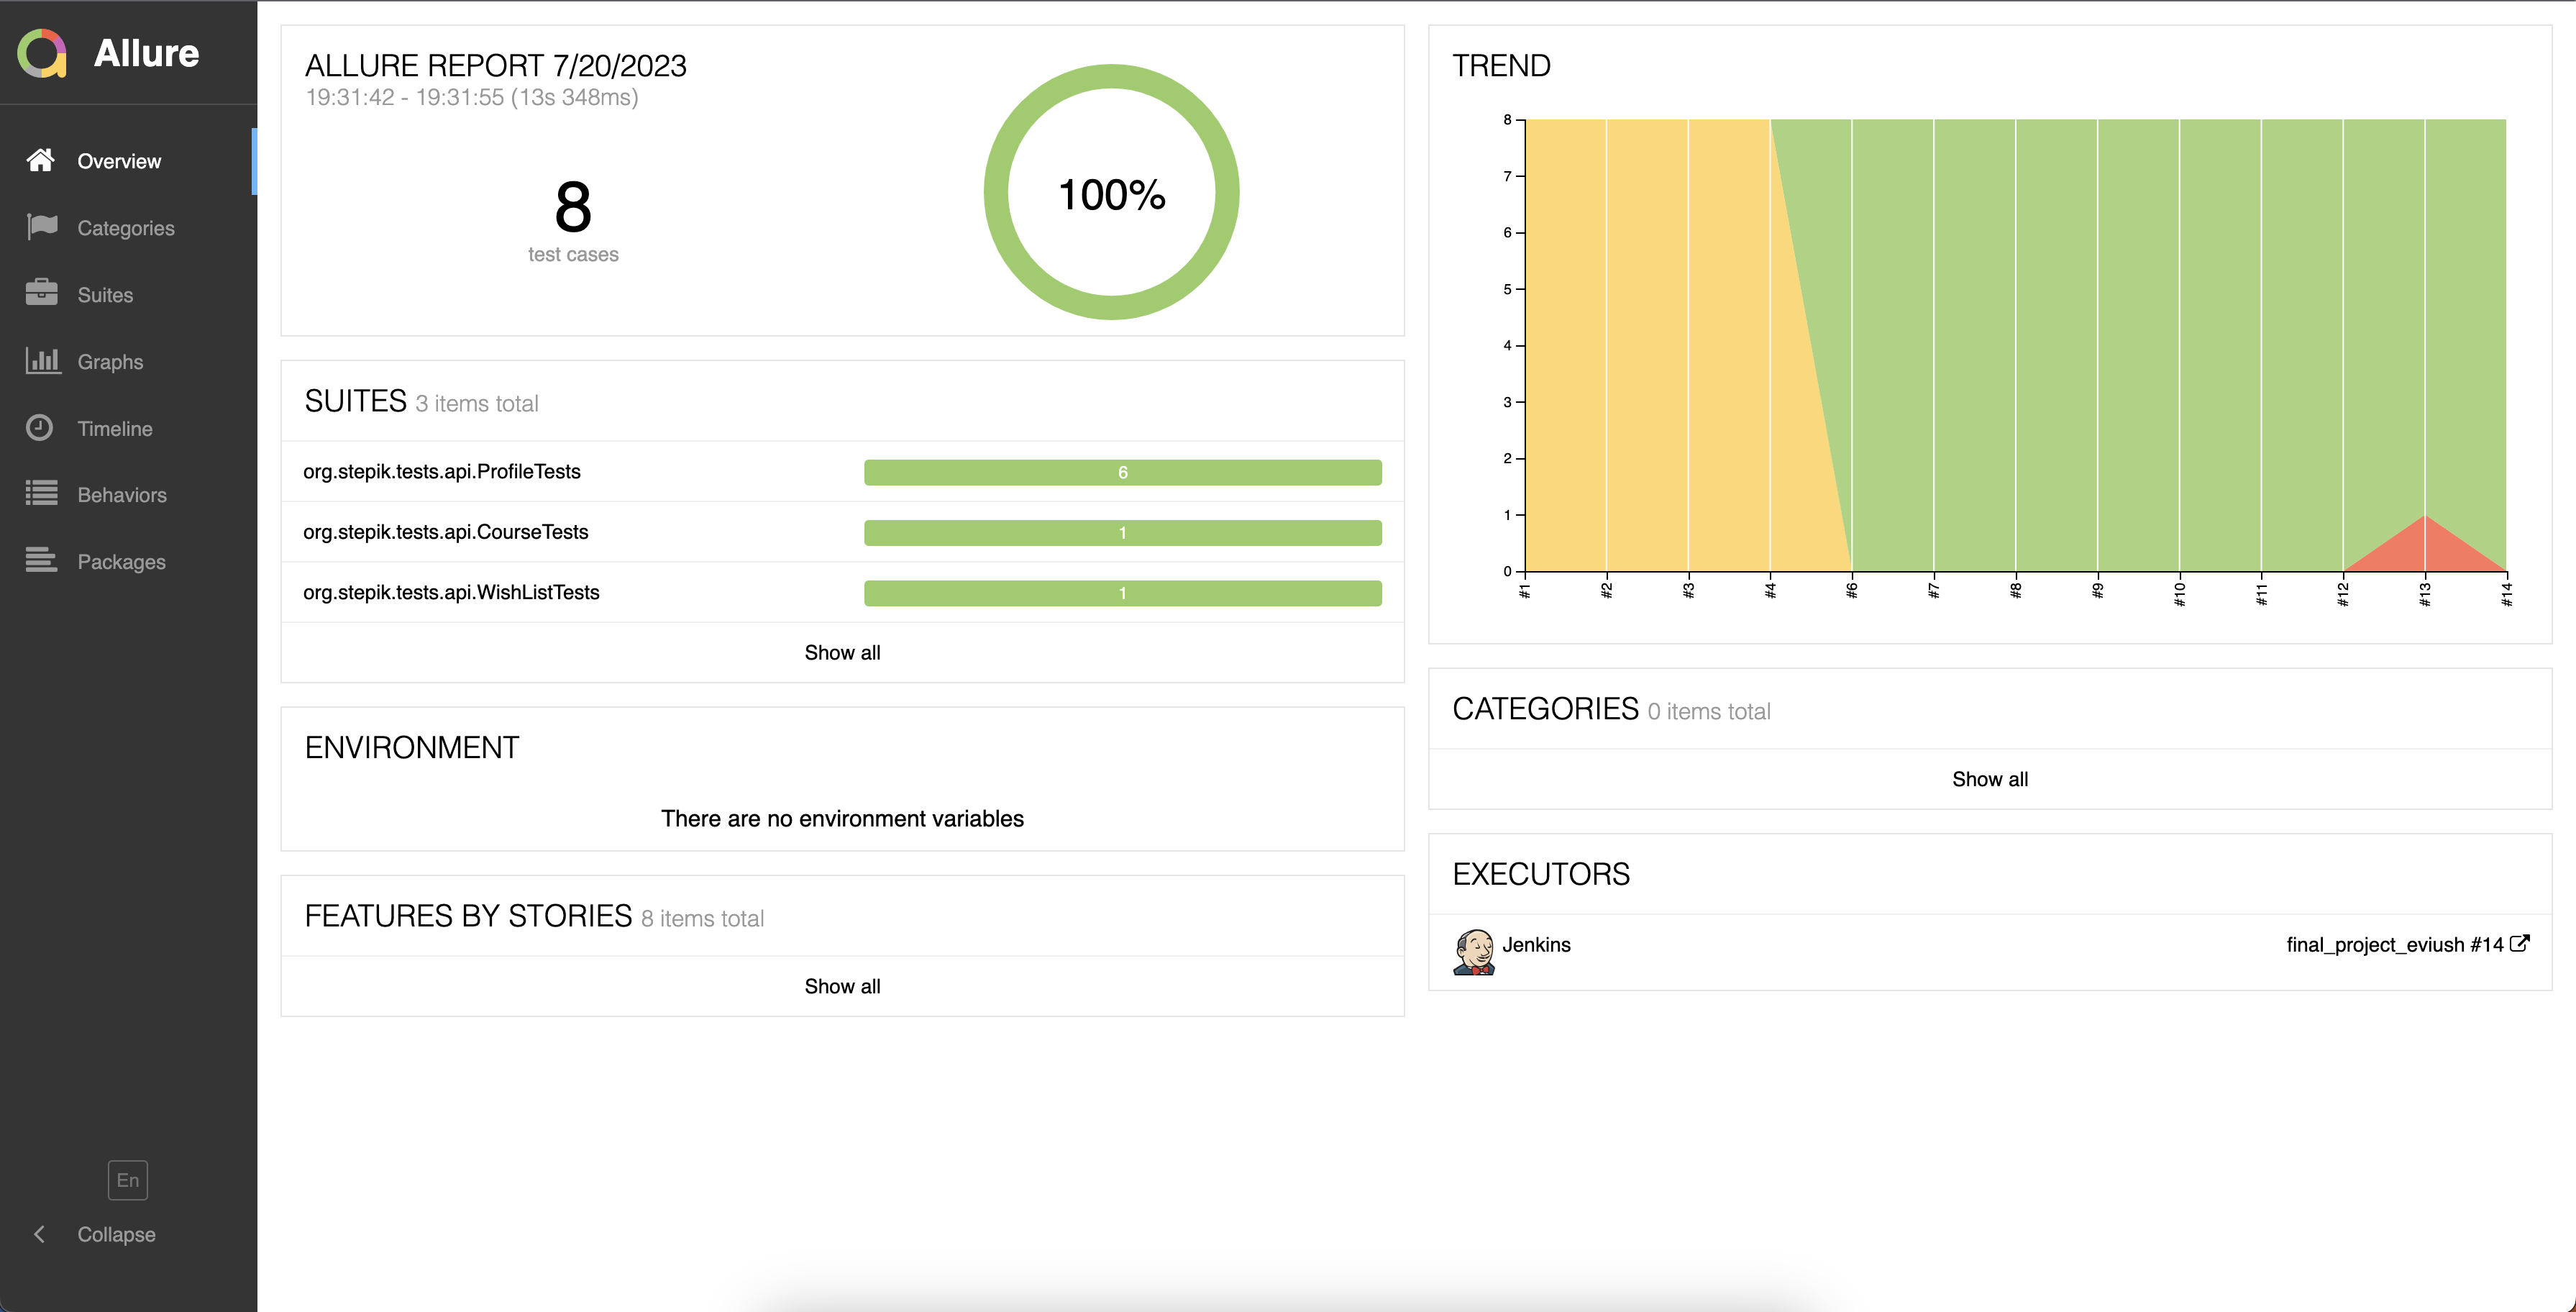 Allure
Overview
Categories
Suites
Graphs
Timeline
Behaviors
Packages
En
Collapse
ALLURE REPORT 7/20/2023
19:31:42 - 19:31:55 (13s 348ms)
8
test cases
100%
SUITES 3 items total
org.stepik.tests.api.ProfileTests 6
org.stepik.tests.api.CourseTests 1
org.stepik.tests.api.WishListTests 1
Show all
ENVIRONMENT
There are no environment variables
FEATURES BY STORIES 8 items total
Show all
TREND
8
7
6
5
4
3
2
1
0
#1 #2 #3 #4 #6 #7 #8 #9 #10 #11 #12 #13 #14
CATEGORIES 0 items total
Show all
EXECUTORS
Jenkins final_project_eviush #14